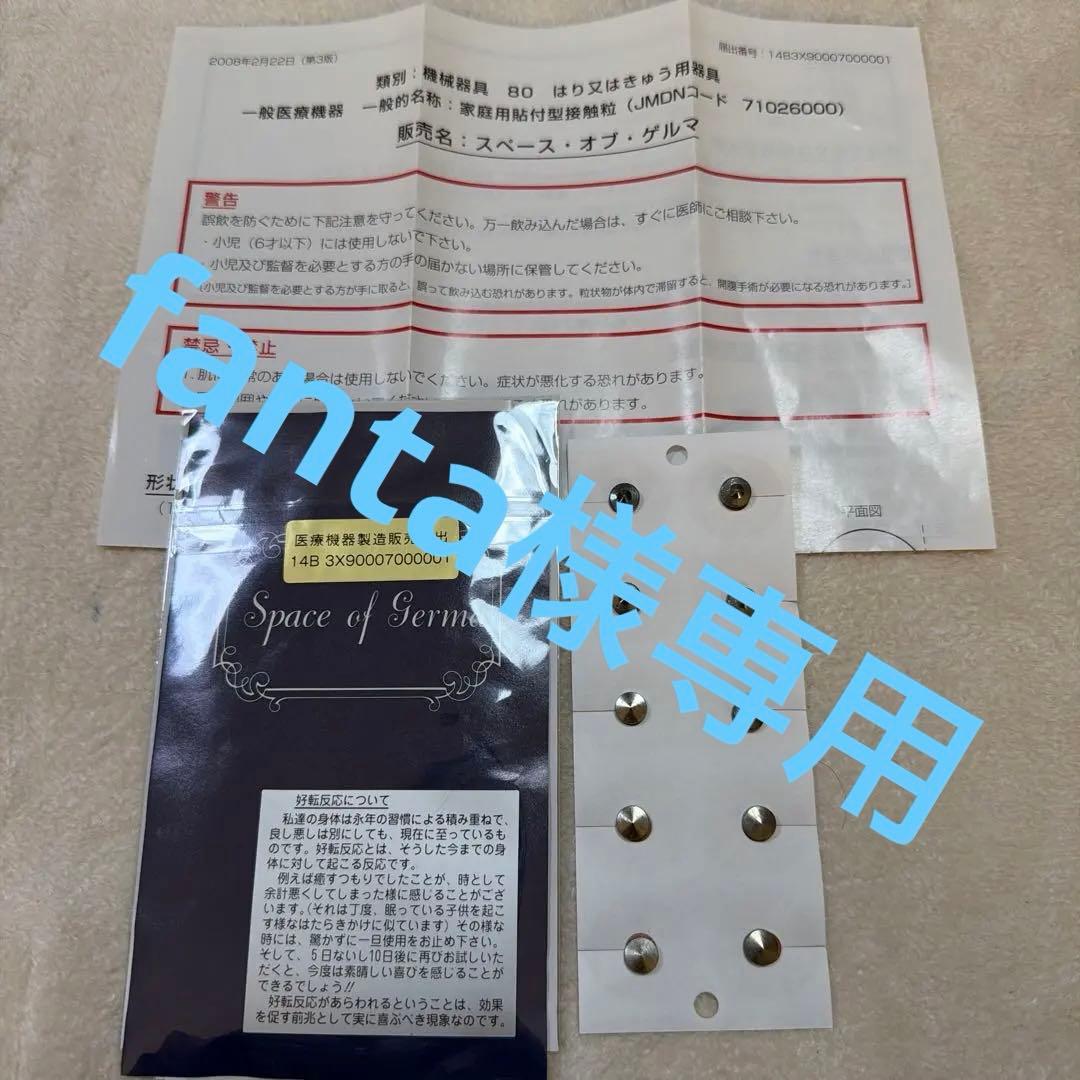 2008年2月22日（第3版）
届出番号：14B3X90007000001
類別：機械器具 80 はり又はきゅう用器具
一般医療機器 一般的名称：家庭用貼付型接触粒（JMDNコード 71026000）
販売名：スペース・オブ・ゲルマ
警告
誤飲を防ぐために下記注意を守ってください。万一飲み込んだ場合は、すぐに医師にご相談下さい。
・小児（6才以下）には使用しないで下さい。
・小児及び監督を必要とする方の手の届かない場所に保管してください。
[小児及び監督を必要とする方が手に取ると、誤って飲み込む恐れがあります。粒状物が体内で滞留すると、開腹手術が必要になる恐れがあります。]
禁忌・禁止
1.肌に 常のあ 場合は使用しないでください。症状が悪化する恐れがあります。
れがあります。
形状
平面図
fanta様専用
医療機器製造販売 出
14B 3X90007000001
Space of Germa
好転反応について
私達の身体は永年の習慣による積み重ねで、
良し悪しは別にしても、現在に至っているも
のです。好転反応とは、そうした今までの身
体に対して起こる反応です。
例えば癒すつもりでしたことが、時として
余計悪くしてしまった様に感じることがござ
います。(それは丁度、眠っている子供を起こ
す様なはたらきかけに似ています）その様な
時には、驚かずに一旦使用をお止め下さい。
そして、5日ないし10日後に再びお試しいた
だくと、今度は素晴しい喜びを感じることが
できるでしょう!!
好転反応があらわれるということは、効果
を促す前兆として実に喜ぶべき現象なのです。